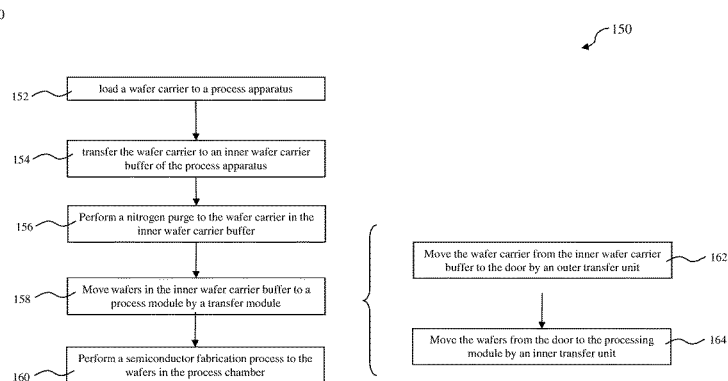 0
150
152
load a wafer carrier to a process apparatus
154
transfer the wafer carrier to an inner wafer carrier
buffer of the process apparatus
156
Perform a nitrogen purge to the wafer carrier in the
inner wafer carrier buffer
158
Move wafers in the inner wafer carrier buffer to a
process module by a transfer module
160
Perform a semiconductor fabrication process to the
wafers in the process chamber
Move the wafer carrier from the inner wafer carrier
buffer to the door by an outer transfer unit
162
Move the wafers from the door to the processing
module by an inner transfer unit
164